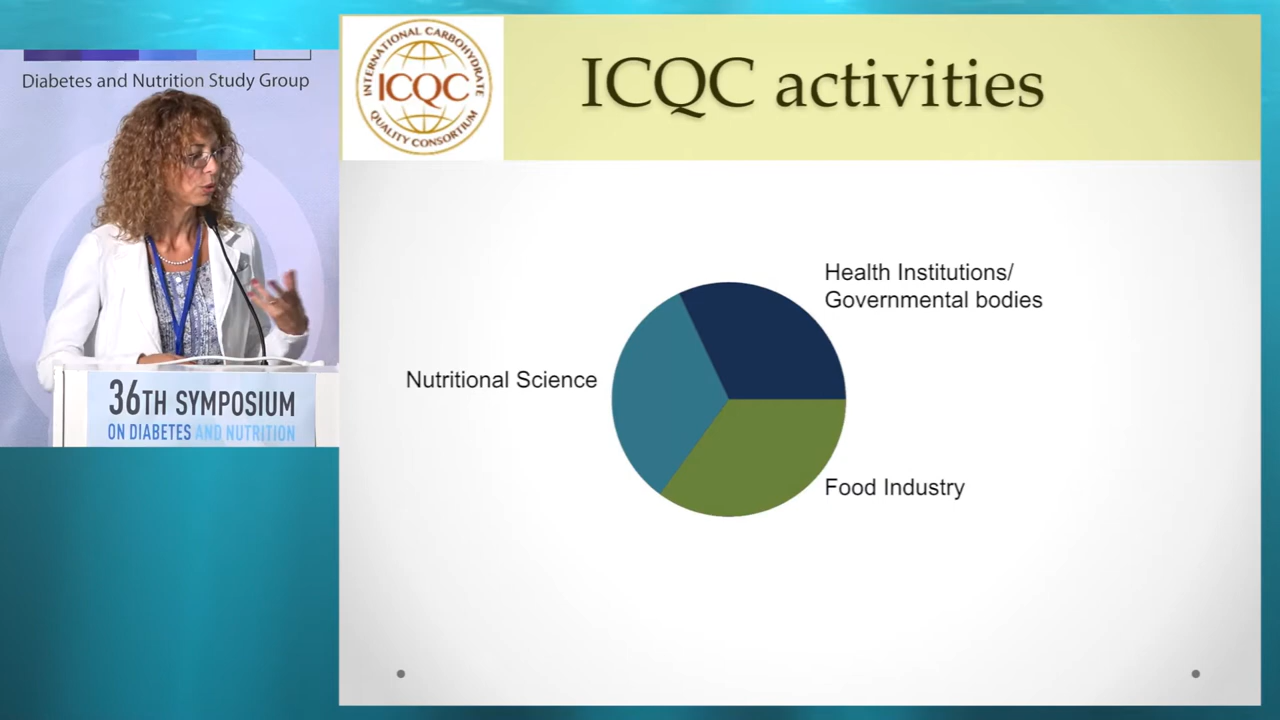 Diabetes and Nutrition Study Group
36TH SYMPOSIUM
ON DIABETES AND NUTRITION
INTERNATIONAL CARBOHYDRATE
ICQC
QUALITY CONSORTIUM
ICQC activities
Health Institutions/
Governmental bodies
Nutritional Science
Food Industry